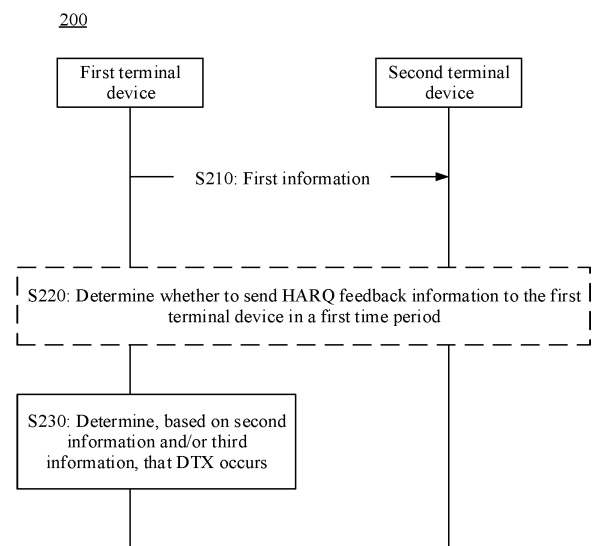 200
First terminal
device
Second terminal
device
S210: First information
S220: Determine whether to send HARQ feedback information to the first
terminal device in a first time period
S230: Determine, based on second
information and/or third
information, that DTX occurs